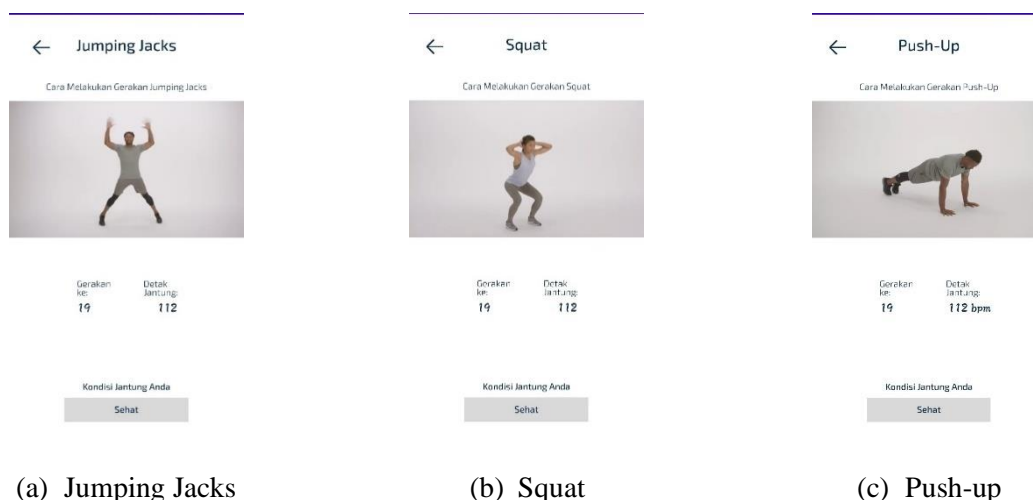 Jumping Jacks
Cara Melakukan Gerakan Jumping Jacks
Gerakan ke:
19
Detak Jantung:
112
Kondisi Jantung Anda
Sehat
(a) Jumping Jacks
Squat
Cara Melakukan Gerakan Squat
Gerakan ke:
19
Detak Jantung:
112
Kondisi Jantung Anda
Sehat
(b) Squat
Push-Up
Cara Melakukan Gerakan Push-Up
Gerakan ke:
19
Detak Jantung:
112 bpm
Kondisi Jantung Anda
Sehat
(c) Push-up